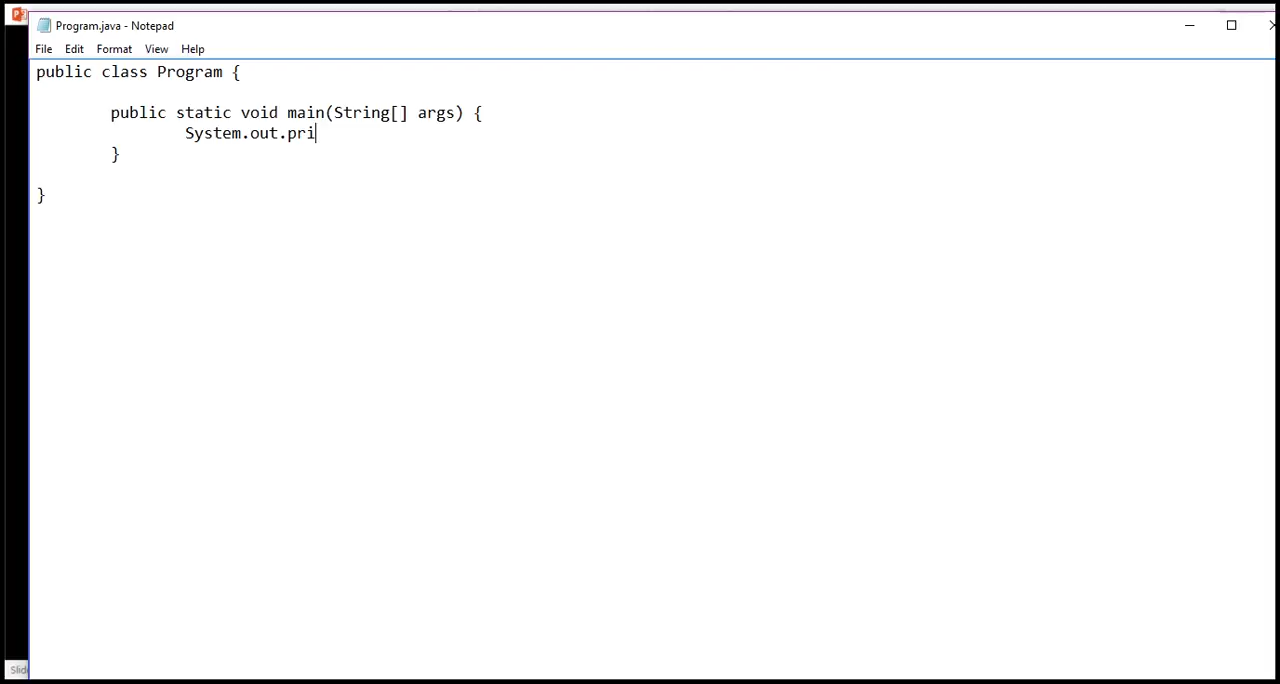 Program.java - Notepad
File Edit Format View Help
public class Program {
public static void main(String[] args) {
System.out.pri
}
}